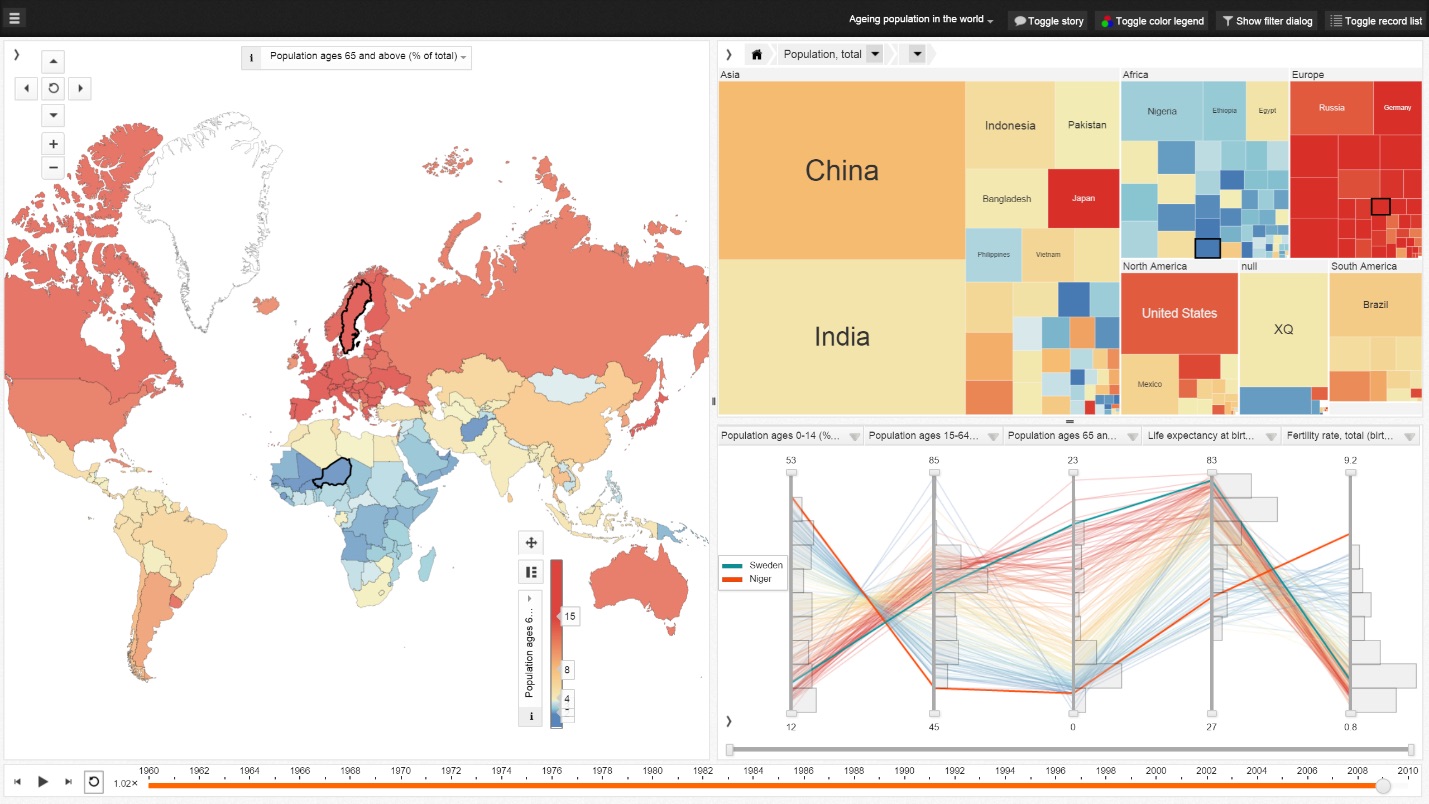 Ageing population in the world
Toggle story
Toggle color legend
Show filter dialog
Toggle record list
i Population ages 65 and above (% of total)
Population ages 6...
i
15
8
4
Population, total
Asia
China
India
Indonesia
Pakistan
Bangladesh
Japan
Philippines
Vietnam
Africa
Nigeria
Ethiopia
Egypt
Europe
Russia
Germany
North America
United States
Mexico
null
XQ
South America
Brazil
Population ages 0-14 (%...
Population ages 15-64...
Population ages 65 an...
Life expectancy at birt...
Fertility rate, total (birt...
53 85 23 83 9.2
Sweden
Niger
12 45 0 27 0.8
1.02×
1960 1962 1964 1966 1968 1970 1972 1974 1976 1978 1980 1982 1984 1986 1988 1990 1992 1994 1996 1998 2000 2002 2004 2006 2008 2010